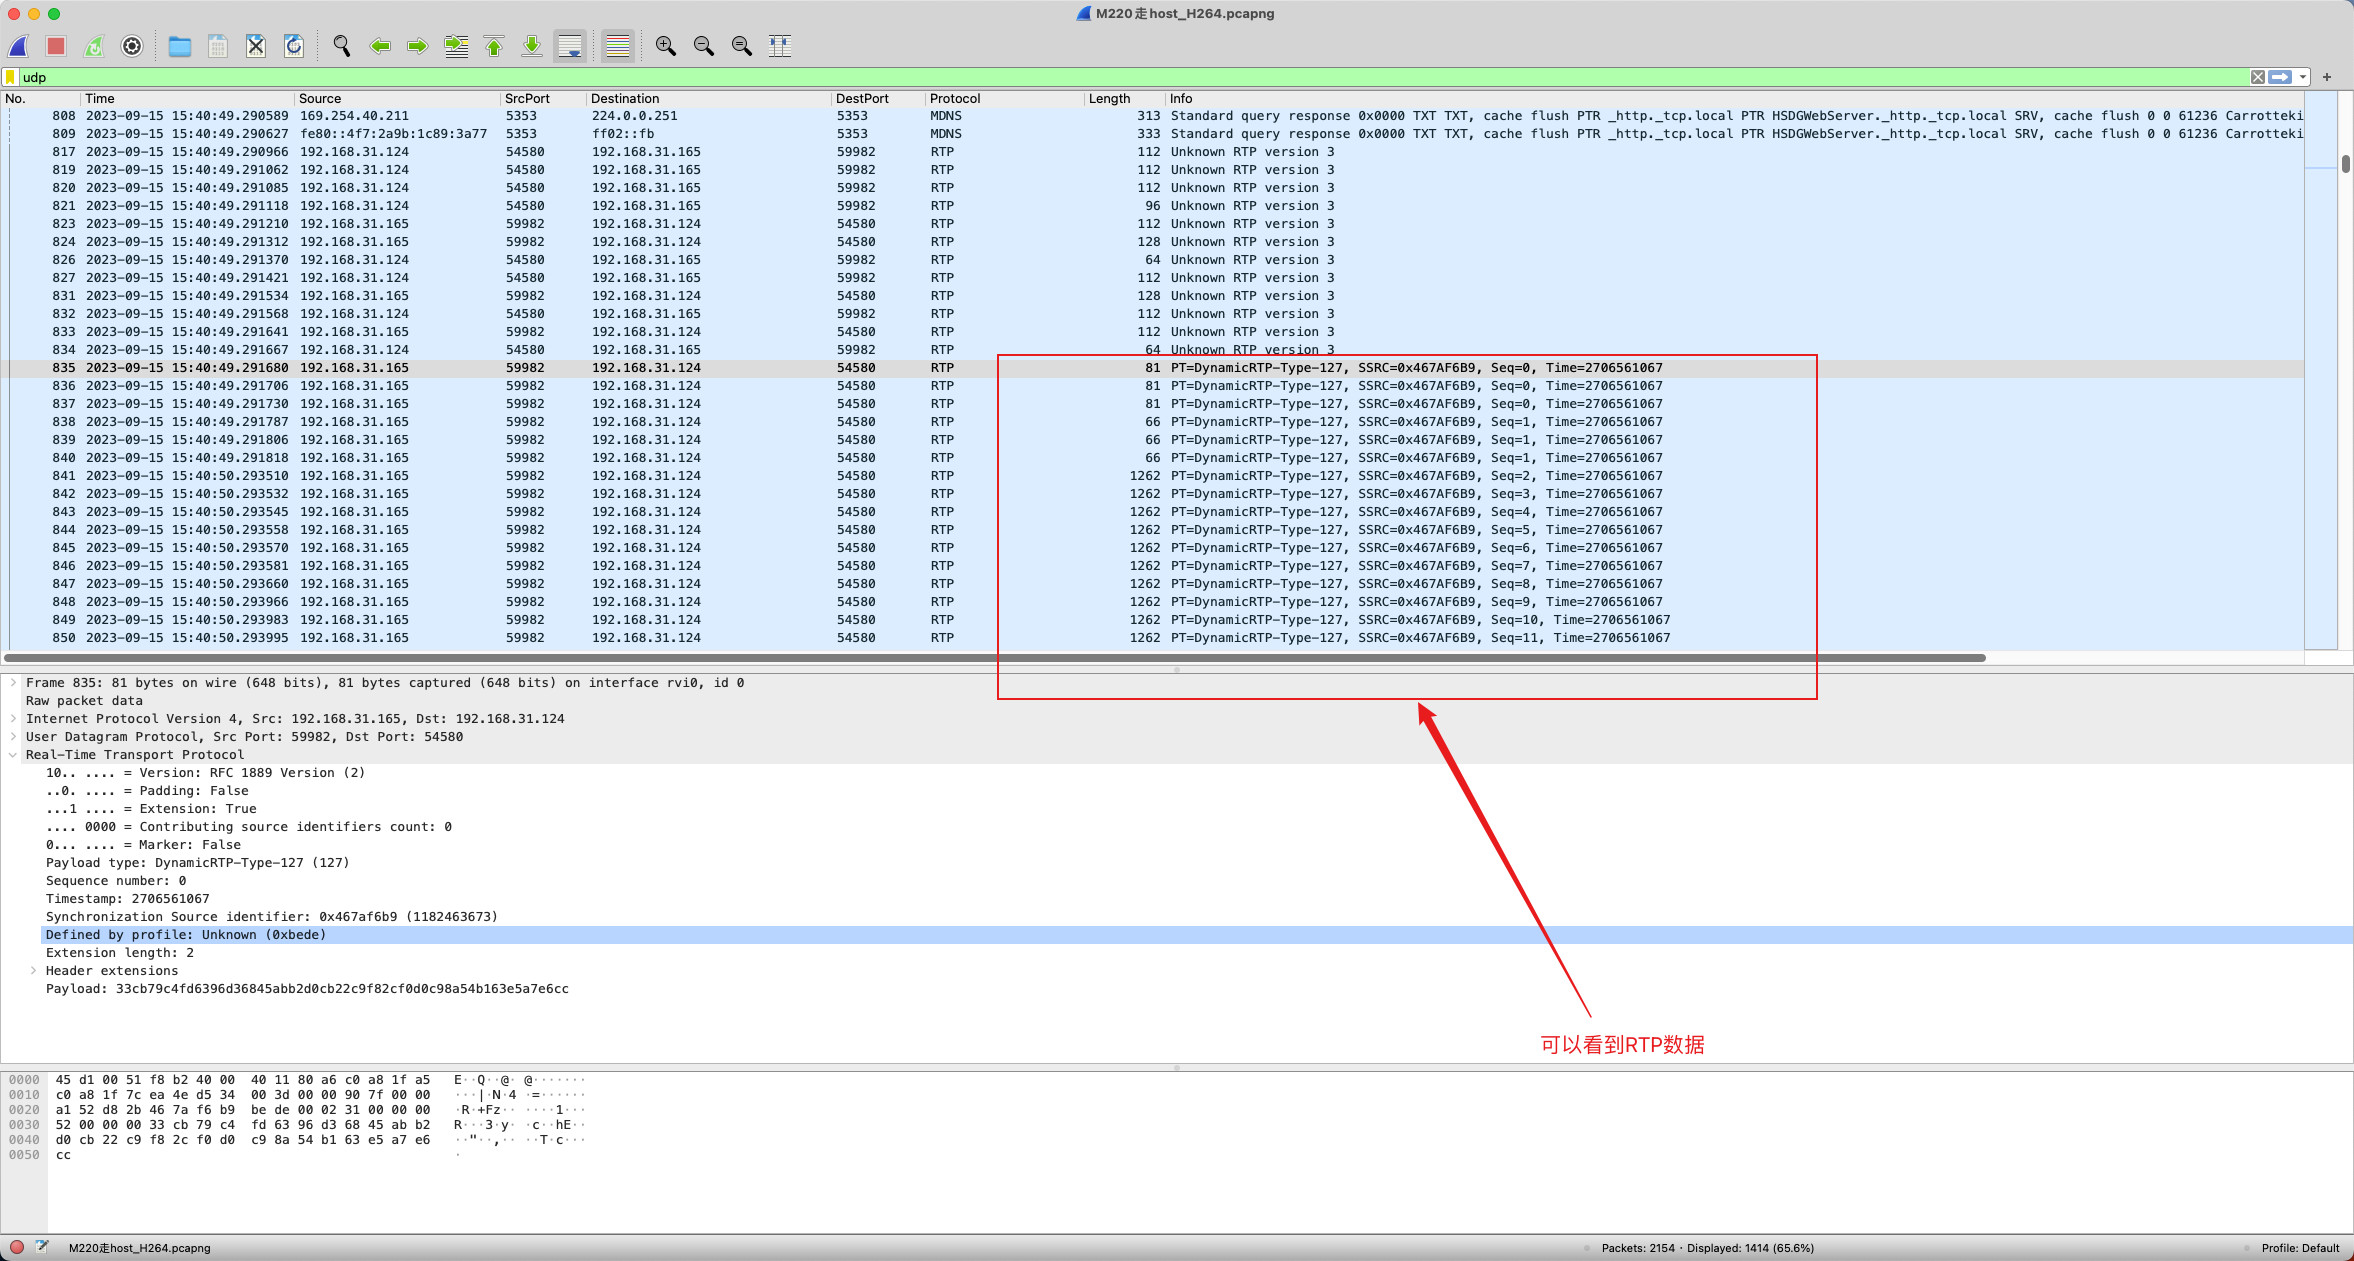 M220走host_H264.pcapng
udp
No. Time Source SrcPort Destination DestPort Protocol Length Info
808 2023-09-15 15:40:49.290589 169.254.40.211 5353 224.0.0.251 5353 MDNS 313 Standard query response 0x0000 TXT TXT, cache flush PTR _http._tcp.local PTR HSDGWebServer._http._tcp.local SRV, cache flush 0 0 61236 Carrotteki
809 2023-09-15 15:40:49.290627 fe80::4f7:2a9b:1c89:3a77 5353 ff02::fb 5353 MDNS 333 Standard query response 0x0000 TXT TXT, cache flush PTR _http._tcp.local PTR HSDGWebServer._http._tcp.local SRV, cache flush 0 0 61236 Carrotteki
817 2023-09-15 15:40:49.290966 192.168.31.124 54580 192.168.31.165 59982 RTP 112 Unknown RTP version 3
819 2023-09-15 15:40:49.291062 192.168.31.124 54580 192.168.31.165 59982 RTP 112 Unknown RTP version 3
820 2023-09-15 15:40:49.291085 192.168.31.124 54580 192.168.31.165 59982 RTP 112 Unknown RTP version 3
821 2023-09-15 15:40:49.291118 192.168.31.124 54580 192.168.31.165 59982 RTP 96 Unknown RTP version 3
823 2023-09-15 15:40:49.291210 192.168.31.165 59982 192.168.31.124 54580 RTP 112 Unknown RTP version 3
824 2023-09-15 15:40:49.291312 192.168.31.165 59982 192.168.31.124 54580 RTP 128 Unknown RTP version 3
826 2023-09-15 15:40:49.291370 192.168.31.124 54580 192.168.31.165 59982 RTP 64 Unknown RTP version 3
827 2023-09-15 15:40:49.291421 192.168.31.124 54580 192.168.31.165 59982 RTP 112 Unknown RTP version 3
831 2023-09-15 15:40:49.291534 192.168.31.165 59982 192.168.31.124 54580 RTP 128 Unknown RTP version 3
832 2023-09-15 15:40:49.291568 192.168.31.124 54580 192.168.31.165 59982 RTP 112 Unknown RTP version 3
833 2023-09-15 15:40:49.291641 192.168.31.165 59982 192.168.31.124 54580 RTP 112 Unknown RTP version 3
834 2023-09-15 15:40:49.291667 192.168.31.124 54580 192.168.31.165 59982 RTP 64 Unknown RTP version 3
835 2023-09-15 15:40:49.291680 192.168.31.165 59982 192.168.31.124 54580 RTP 81 PT=DynamicRTP-Type-127, SSRC=0x467AF6B9, Seq=0, Time=2706561067
836 2023-09-15 15:40:49.291706 192.168.31.165 59982 192.168.31.124 54580 RTP 81 PT=DynamicRTP-Type-127, SSRC=0x467AF6B9, Seq=0, Time=2706561067
837 2023-09-15 15:40:49.291730 192.168.31.165 59982 192.168.31.124 54580 RTP 81 PT=DynamicRTP-Type-127, SSRC=0x467AF6B9, Seq=0, Time=2706561067
838 2023-09-15 15:40:49.291787 192.168.31.165 59982 192.168.31.124 54580 RTP 66 PT=DynamicRTP-Type-127, SSRC=0x467AF6B9, Seq=1, Time=2706561067
839 2023-09-15 15:40:49.291806 192.168.31.165 59982 192.168.31.124 54580 RTP 66 PT=DynamicRTP-Type-127, SSRC=0x467AF6B9, Seq=1, Time=2706561067
840 2023-09-15 15:40:49.291818 192.168.31.165 59982 192.168.31.124 54580 RTP 66 PT=DynamicRTP-Type-127, SSRC=0x467AF6B9, Seq=1, Time=2706561067
841 2023-09-15 15:40:50.293510 192.168.31.165 59982 192.168.31.124 54580 RTP 1262 PT=DynamicRTP-Type-127, SSRC=0x467AF6B9, Seq=2, Time=2706561067
842 2023-09-15 15:40:50.293532 192.168.31.165 59982 192.168.31.124 54580 RTP 1262 PT=DynamicRTP-Type-127, SSRC=0x467AF6B9, Seq=3, Time=2706561067
843 2023-09-15 15:40:50.293545 192.168.31.165 59982 192.168.31.124 54580 RTP 1262 PT=DynamicRTP-Type-127, SSRC=0x467AF6B9, Seq=4, Time=2706561067
844 2023-09-15 15:40:50.293558 192.168.31.165 59982 192.168.31.124 54580 RTP 1262 PT=DynamicRTP-Type-127, SSRC=0x467AF6B9, Seq=5, Time=2706561067
845 2023-09-15 15:40:50.293570 192.168.31.165 59982 192.168.31.124 54580 RTP 1262 PT=DynamicRTP-Type-127, SSRC=0x467AF6B9, Seq=6, Time=2706561067
846 2023-09-15 15:40:50.293581 192.168.31.165 59982 192.168.31.124 54580 RTP 1262 PT=DynamicRTP-Type-127, SSRC=0x467AF6B9, Seq=7, Time=2706561067
847 2023-09-15 15:40:50.293660 192.168.31.165 59982 192.168.31.124 54580 RTP 1262 PT=DynamicRTP-Type-127, SSRC=0x467AF6B9, Seq=8, Time=2706561067
848 2023-09-15 15:40:50.293966 192.168.31.165 59982 192.168.31.124 54580 RTP 1262 PT=DynamicRTP-Type-127, SSRC=0x467AF6B9, Seq=9, Time=2706561067
849 2023-09-15 15:40:50.293983 192.168.31.165 59982 192.168.31.124 54580 RTP 1262 PT=DynamicRTP-Type-127, SSRC=0x467AF6B9, Seq=10, Time=2706561067
850 2023-09-15 15:40:50.293995 192.168.31.165 59982 192.168.31.124 54580 RTP 1262 PT=DynamicRTP-Type-127, SSRC=0x467AF6B9, Seq=11, Time=2706561067
Frame 835: 81 bytes on wire (648 bits), 81 bytes captured (648 bits) on interface rvi0, id 0
Raw packet data
Internet Protocol Version 4, Src: 192.168.31.165, Dst: 192.168.31.124
User Datagram Protocol, Src Port: 59982, Dst Port: 54580
Real-Time Transport Protocol
10.. .... = Version: RFC 1889 Version (2)
..0. .... = Padding: False
...1 .... = Extension: True
.... 0000 = Contributing source identifiers count: 0
0... .... = Marker: False
Payload type: DynamicRTP-Type-127 (127)
Sequence number: 0
Timestamp: 2706561067
Synchronization Source identifier: 0x467af6b9 (1182463673)
Defined by profile: Unknown (0xbede)
Extension length: 2
Header extensions
Payload: 33cb79c4fd6396d36845abb2d0cb22c9f82cf0d0c98a54b163e5a7e6cc
可以看到RTP数据
0000 45 d1 00 51 f8 b2 40 00 40 11 80 a6 c0 a8 1f a5 E··Q··@· @·······
0010 c0 a8 1f 7c ea 4e d5 34 00 3d 00 00 90 7f 00 00 ···|·N·4 ·=······
0020 a1 52 d8 2b 46 7a f6 b9 be de 00 02 31 00 00 00 ·R·+Fz·· ····1···
0030 52 00 00 00 33 cb 79 c4 fd 63 96 d3 68 45 ab b2 R···3·y· ·c··hE··
0040 d0 cb 22 c9 f8 2c f0 d0 c9 8a 54 b1 63 e5 a7 e6 ··"··,·· ··T·c···
0050 cc ·
M220走host_H264.pcapng
Packets: 2154 · Displayed: 1414 (65.6%)
Profile: Default